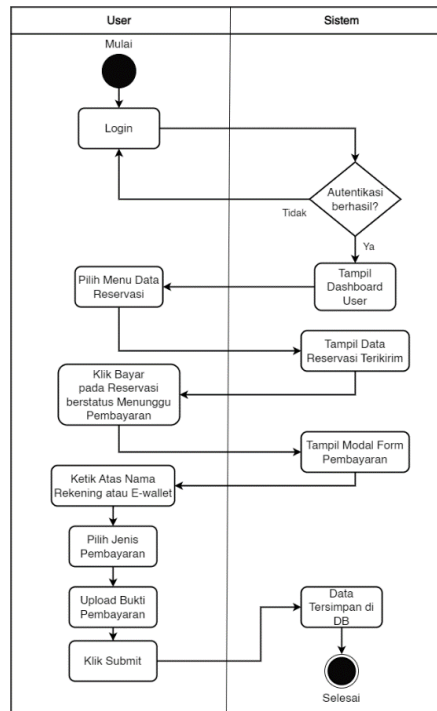 User
Sistem
Mulai
Login
Autentikasi
berhasil?
Tidak
Ya
Tampil
Dashboard
User
Pilih Menu Data
Reservasi
Tampil Data
Reservasi Terikirim
Klik Bayar
pada Reservasi
berstatus Menunggu
Pembayaran
Tampil Modal Form
Pembayaran
Ketik Atas Nama
Rekening atau E-wallet
Pilih Jenis
Pembayaran
Upload Bukti
Pembayaran
Klik Submit
Data
Tersimpan di
DB
Selesai